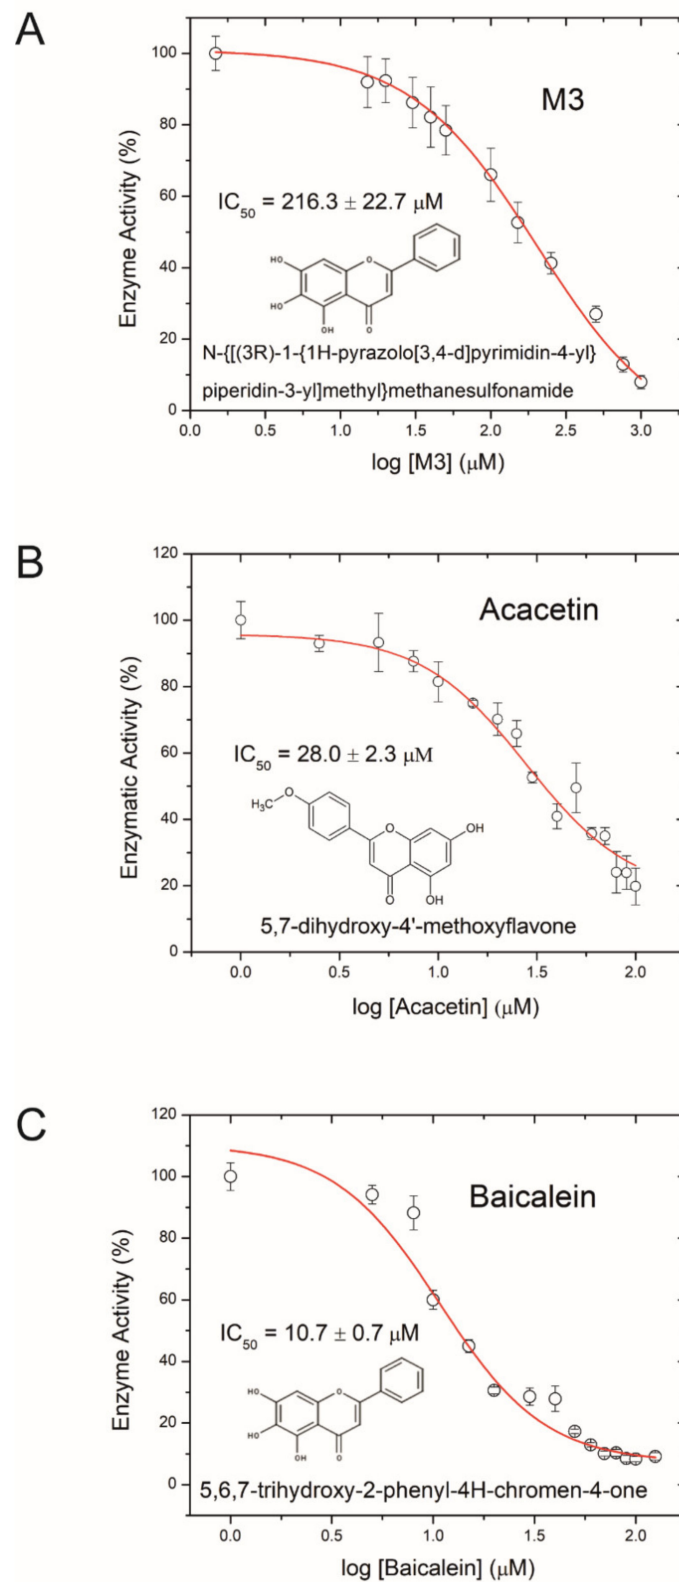 A
M3
Enzyme Activity (%)
100
80
60
40
20
0
IC50 = 216.3 ± 22.7 μM
HO
O
HO
OH
O
N-{[(3R)-1-{1H-pyrazolo[3,4-d]pyrimidin-4-yl}
piperidin-3-yl]methyl}methanesulfonamide
0.0 0.5 1.0 1.5 2.0 2.5 3.0
log [M3] (μM)
B
Acacetin
Enzymatic Activity (%)
120
100
80
60
40
20
0
IC50 = 28.0 ± 2.3 μM
H3C
O
O
OH
O
OH
5,7-dihydroxy-4'-methoxyflavone
0.0 0.5 1.0 1.5 2.0
log [Acacetin] (μM)
C
Baicalein
Enzyme Activity (%)
120
100
80
60
40
20
0
IC50 = 10.7 ± 0.7 μM
HO
O
HO
OH
O
5,6,7-trihydroxy-2-phenyl-4H-chromen-4-one
0.0 0.5 1.0 1.5 2.0
log [Baicalein] (μM)